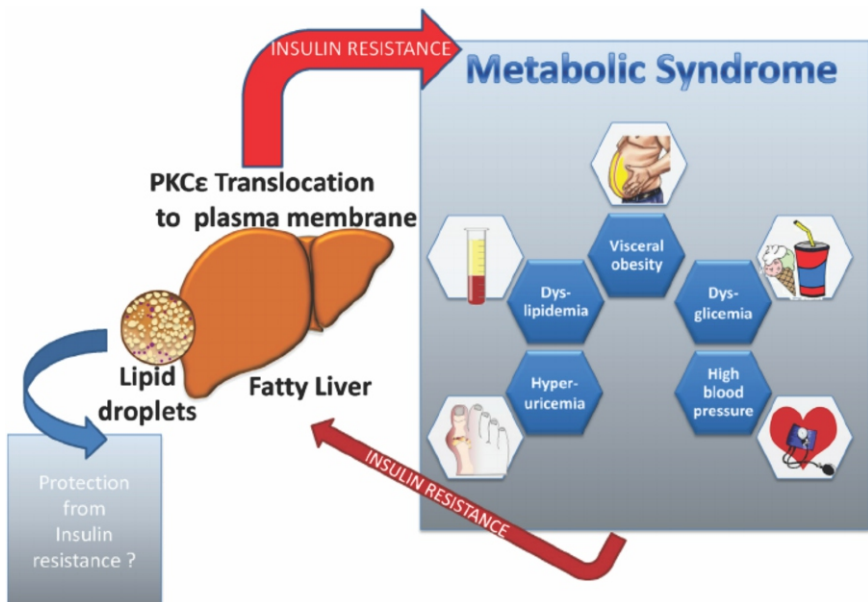 INSULIN RESISTANCE
Metabolic Syndrome
PKCε Translocation
to plasma membrane
Visceral
obesity
Dys-
lipidemia
Dys-
glicemia
Hyper-
uricemia
High
blood
pressure
Lipid
droplets
Fatty Liver
INSULIN RESISTANCE
Protection
from
Insulin
resistance ?